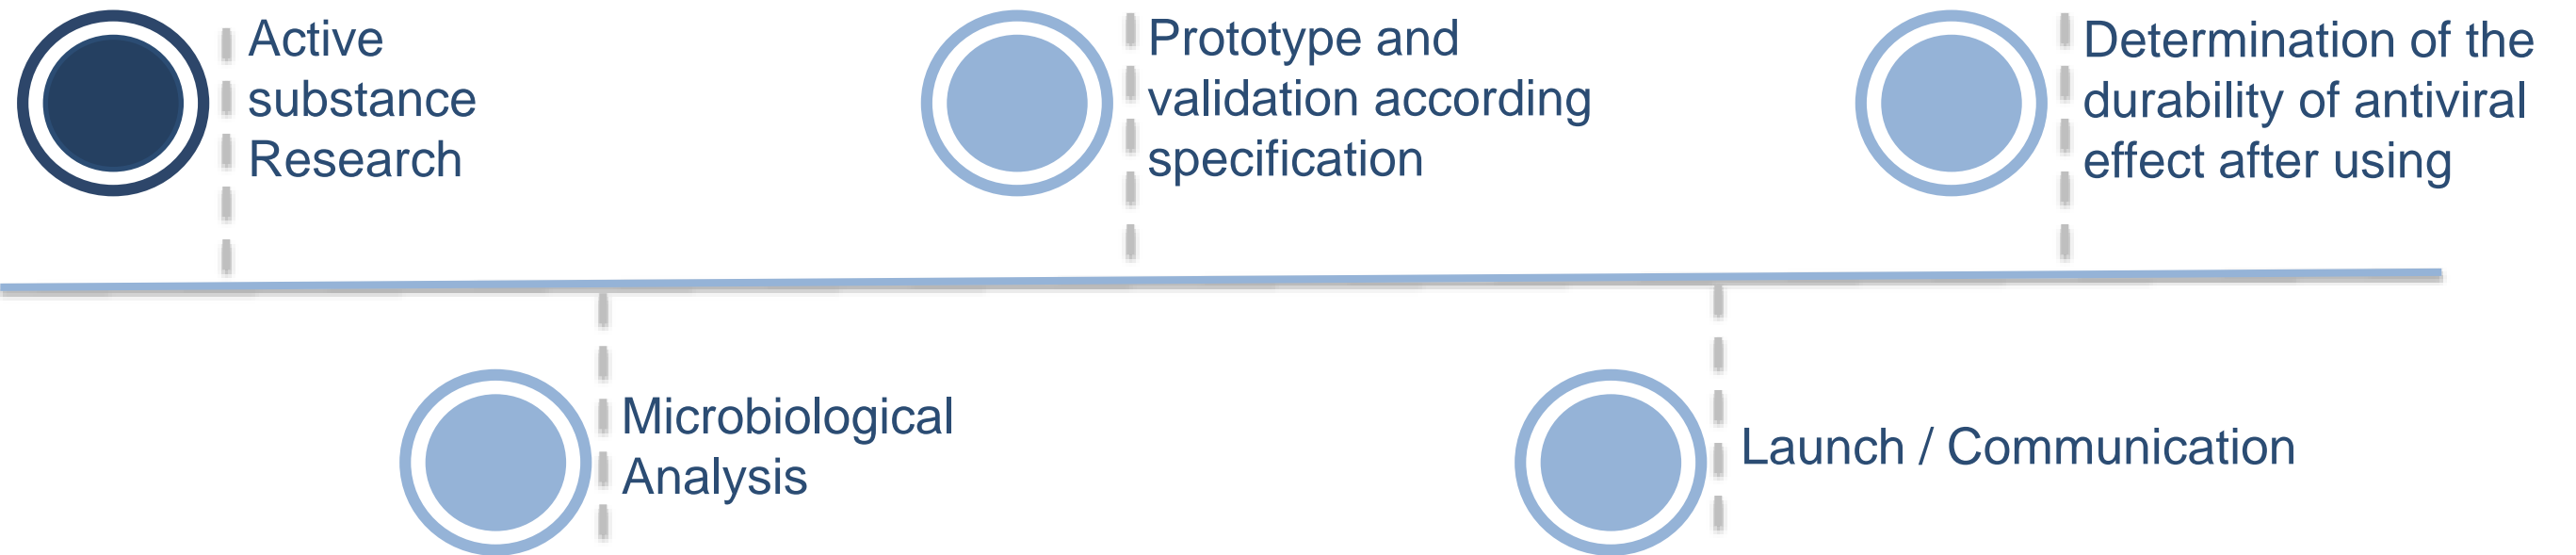 Active
substance
Research
Microbiological
Analysis
Prototype and
validation according
specification
Launch / Communication
Determination of the
durability of antiviral
effect after using